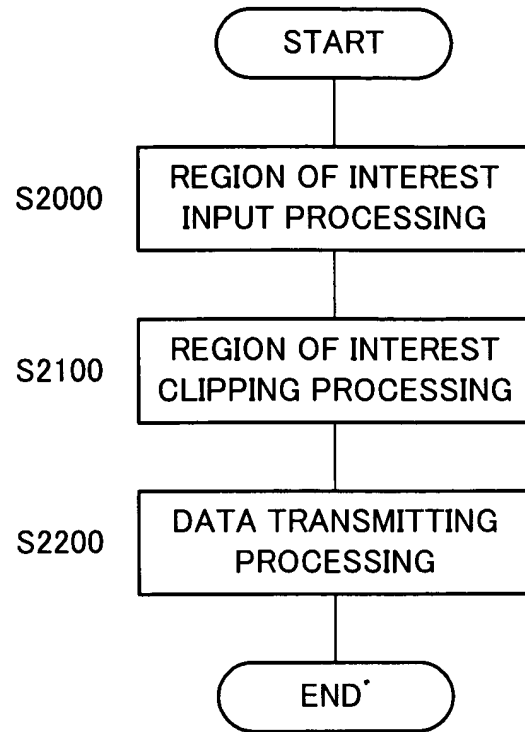 START
S2000
REGION OF INTEREST
INPUT PROCESSING
S2100
REGION OF INTEREST
CLIPPING PROCESSING
S2200
DATA TRANSMITTING
PROCESSING
END